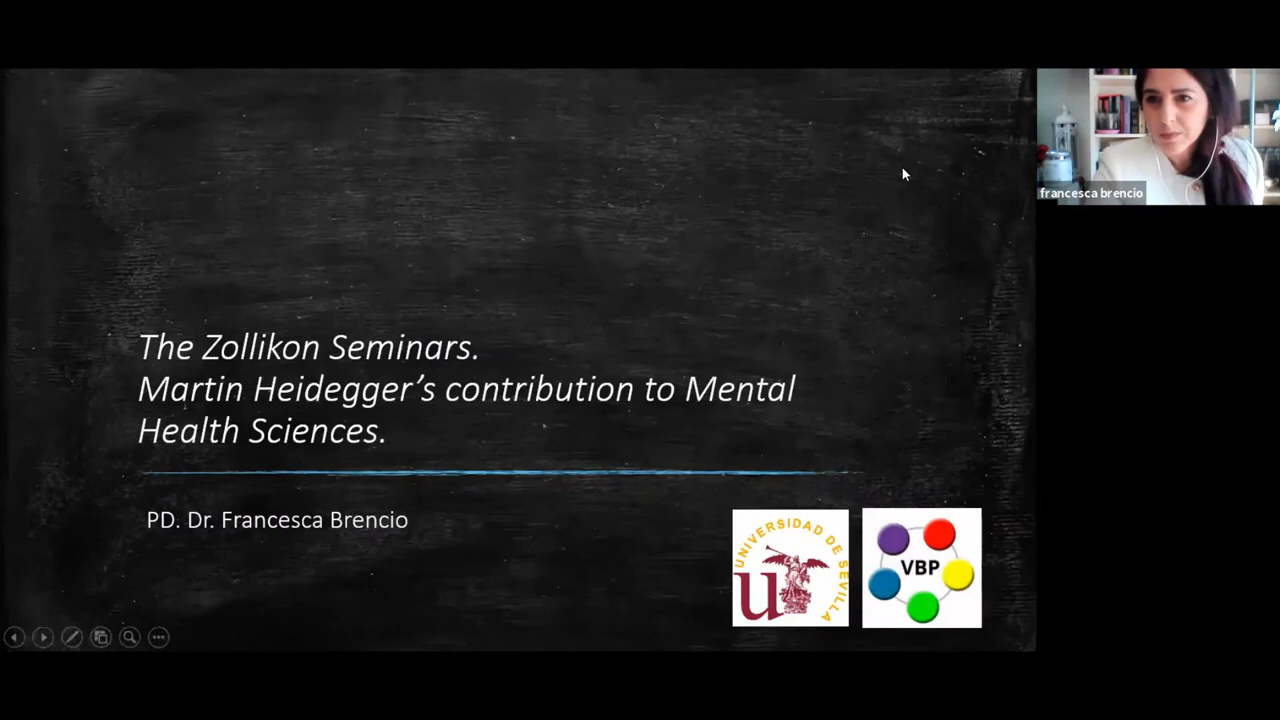 francesca brencio
The Zollikon Seminars.
Martin Heidegger's contribution to Mental
Health Sciences.
PD. Dr. Francesca Brencio
UNIVERSIDAD DE SEVILLA
u
VBP